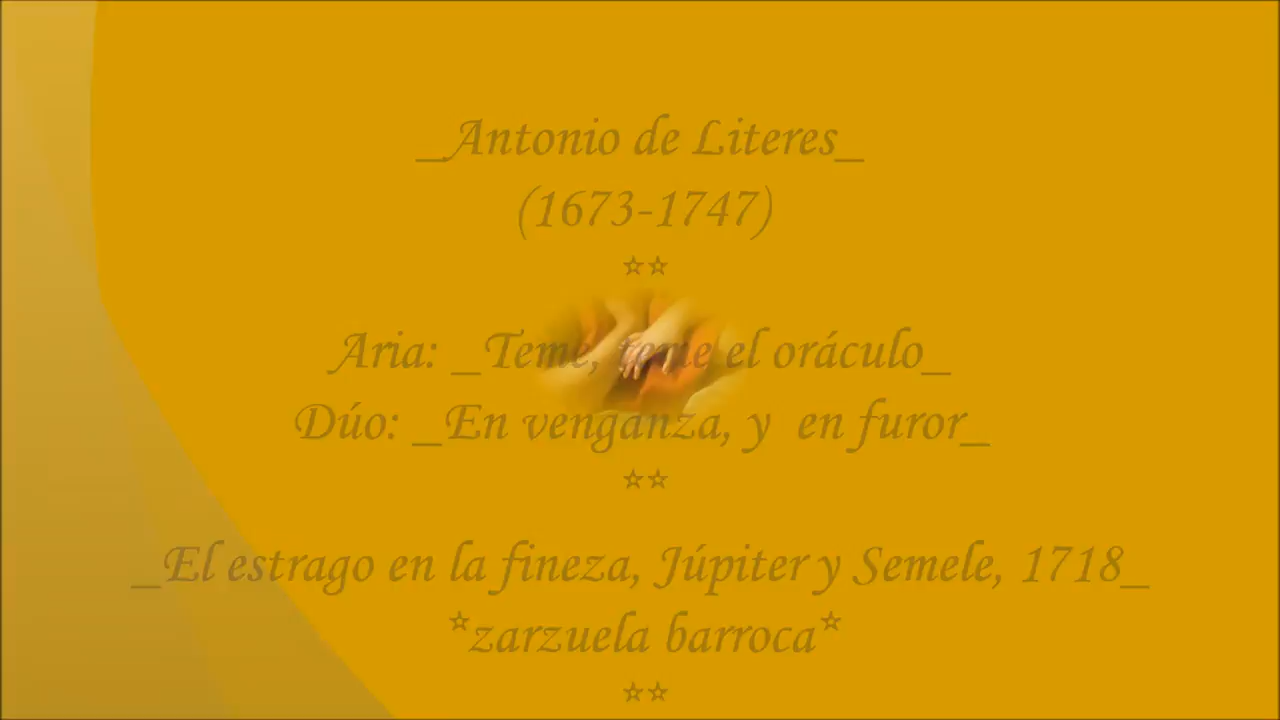 _Antonio de Literes_
(1673-1747)
**
Aria: _Teme, teme el oráculo_
Dúo: _En venganza, y  en furor_
**
_El estrago en la fineza, Júpiter y Semele, 1718_
*zarzuela barroca*
**